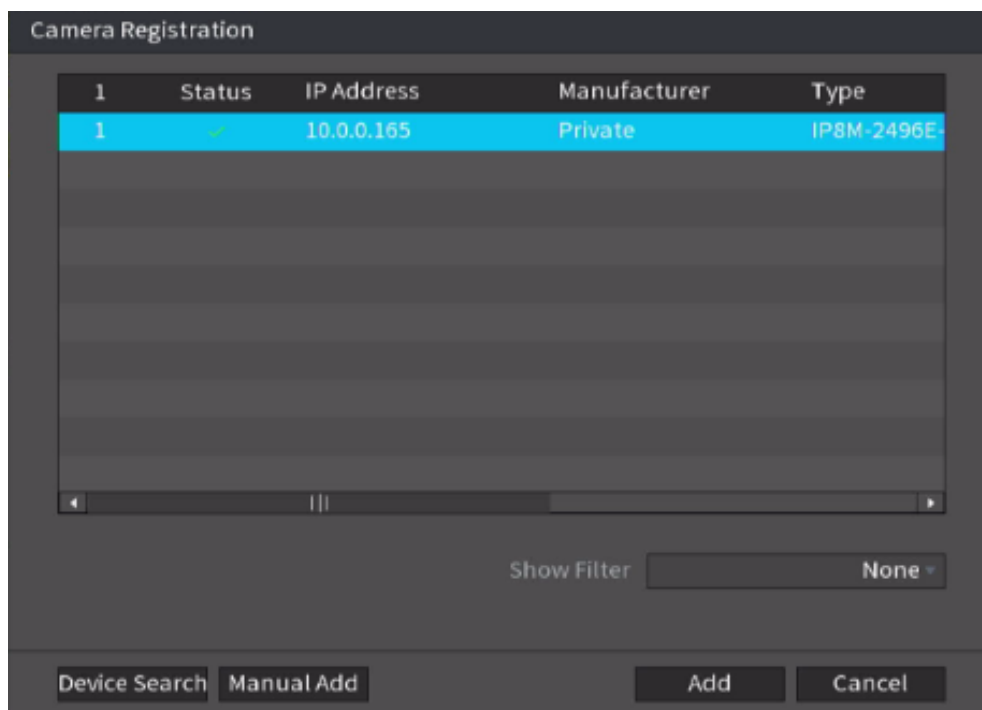 Camera Registration
1 Status IP Address Manufacturer Type
1 10.0.0.165 Private IP8M-2496E-
Show Filter None
Device Search Manual Add Add Cancel